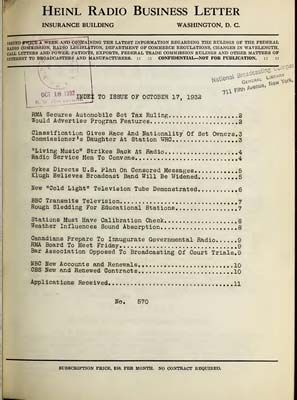 HEINL RADIO BUSINESS LETTER
INSURANCE BUILDING WASHINGTON, D. C.
ISSUED TWICE A WEEK AND CONTAINING THE LATEST INFORMATION REGARDING THE RULINGS OF THE FEDERAL
RADIO COMMISSION, RADIO LEGISLATION, DEPARTMENT OF COMMERCE REGULATIONS, CHANGES IN WAVELENGTH,
CALL LETTERS AND POWER; PATENTS, EXPORTS, FEDERAL TRADE COMMISSION RULINGS AND OTHER MATTERS OF
INTEREST TO BROADCASTERS AND MANUFACTURERS. :: :: CONFIDENTIAL—NOT FOR PUBLICATION. :: ::
National Broadcasting Company
GENERAL LIBRARY
711 Fifth Avenue, New York
OCT 18 1932
INDEX TO ISSUE OF OCTOBER 17, 1932
RMA Secures Automobile Set Tax Ruling...............2
Would Advertise Program Features....................2
Classification Gives Race And Nationality Of Set Owners.3
Commissioner's Daughter At Station WHO..............3
"Living Music" Strikes Back At Radio................4
Radio Service Men To Convene........................4
Sykes Directs U.S. Plan On Censored Messages........5
Klugh Believes Broadcast Band Will Be Widened.......5
New "Cold Light" Television Tube Demonstrated.......6
BBC Transmits Television............................7
Rough Sledding For Educational Stations.............7
Stations Must Have Calibration Check................8
Weather Influences Sound Absorption.................8
Canadians Prepare To Inaugurate Governmental Radio..9
RMA Board To Meet Friday............................9
Bar Association Opposed To Broadcasting Of Court Trials.9
NBC New Accounts and Renewals.......................10
CBS New and Renewed Contracts.......................10
Applications Received...............................11
No. 570
SUBSCRIPTION PRICE, $10. PER MONTH. NO CONTRACT REQUIRED.